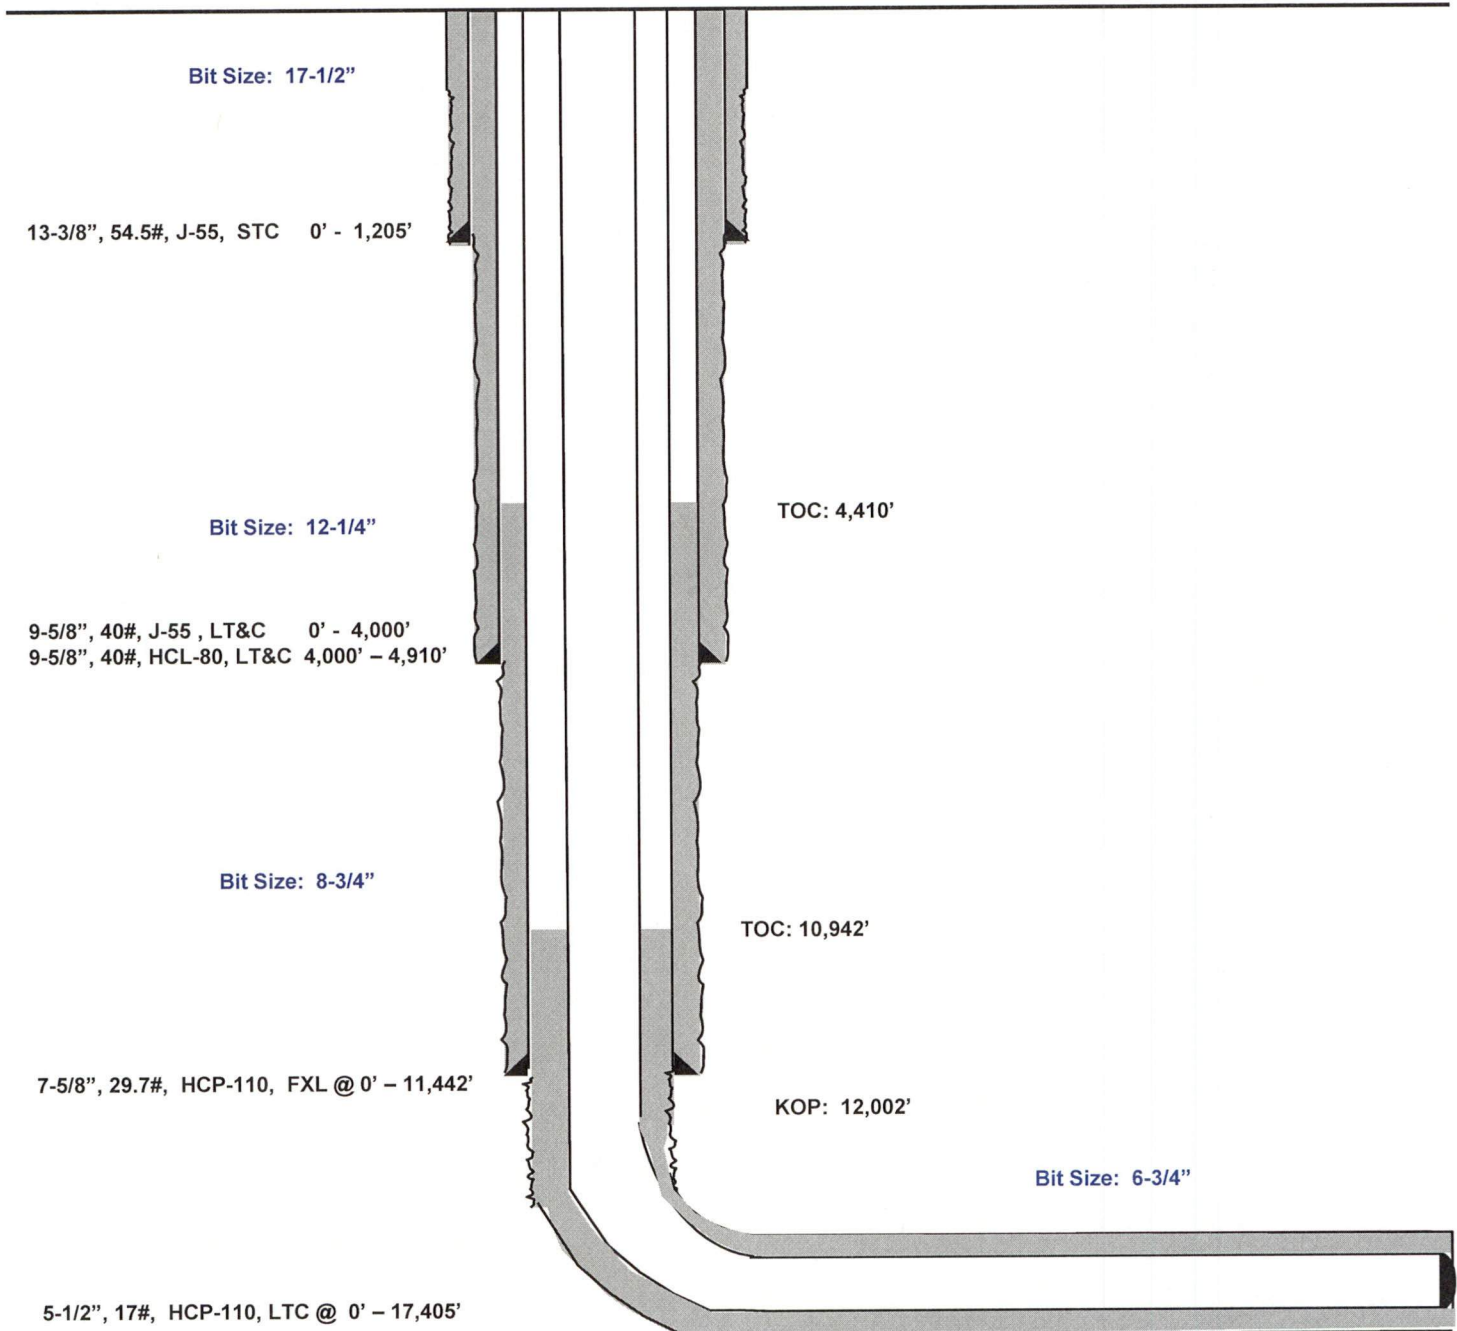 Bit Size: 17-1/2”
13-3/8”, 54.5#, J-55, STC 0’ - 1,205’
TOC: 4,410’
Bit Size: 12-1/4”
9-5/8”, 40#, J-55 , LT&C 0’ - 4,000’
9-5/8”, 40#, HCL-80, LT&C 4,000’ – 4,910’
Bit Size: 8-3/4”
TOC: 10,942’
7-5/8”, 29.7#, HCP-110, FXL @ 0’ – 11,442’
KOP: 12,002’
Bit Size: 6-3/4”
5-1/2”, 17#, HCP-110, LTC @ 0’ – 17,405’